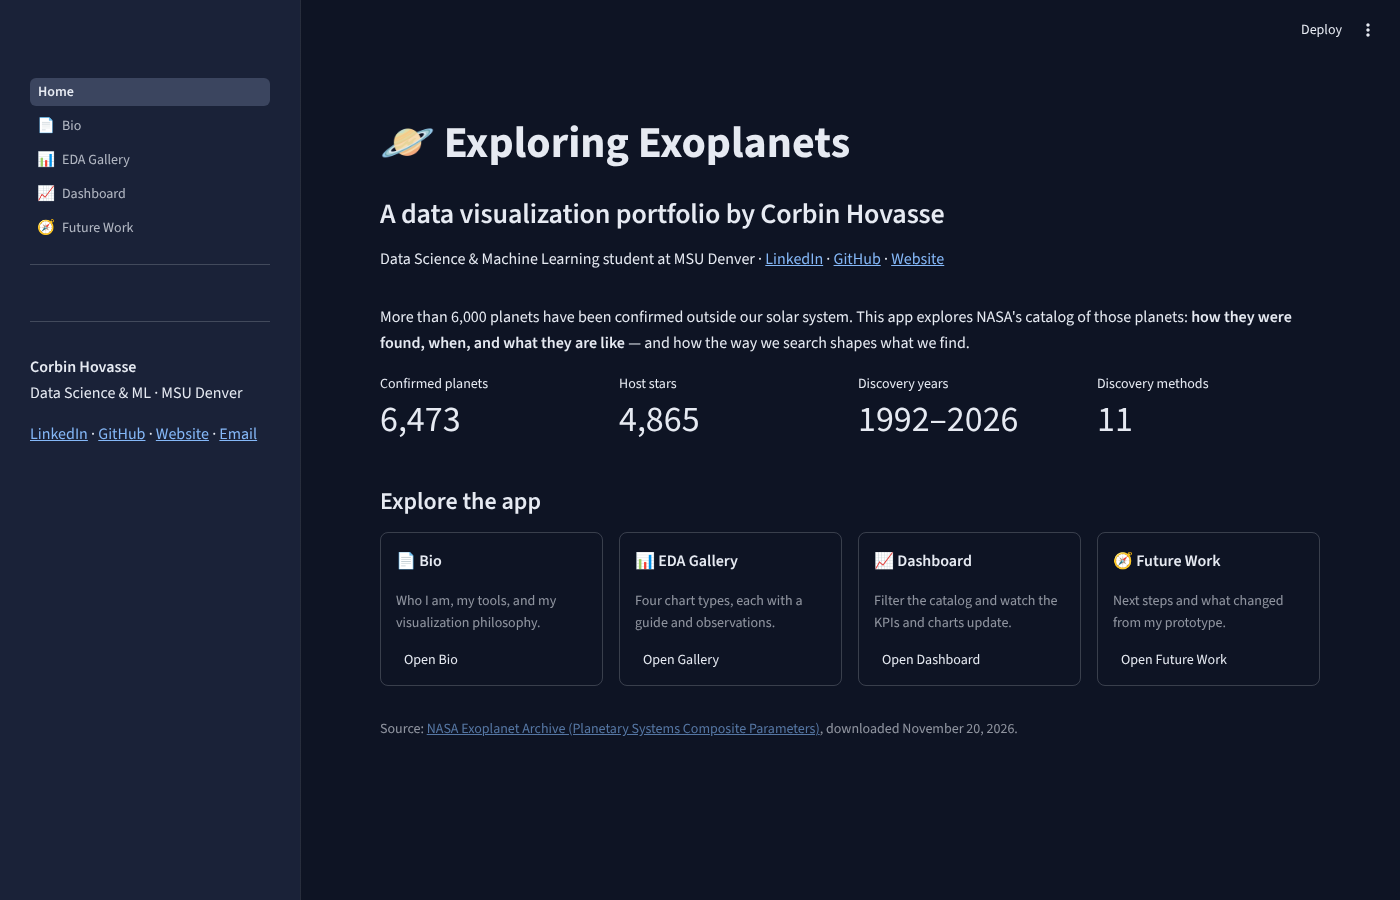 Deploy
Home
Bio
EDA Gallery
Dashboard
Future Work
Corbin Hovasse
Data Science & ML · MSU Denver
LinkedIn · GitHub · Website · Email
Exploring Exoplanets
A data visualization portfolio by Corbin Hovasse
Data Science & Machine Learning student at MSU Denver · LinkedIn · GitHub · Website
More than 6,000 planets have been confirmed outside our solar system. This app explores NASA's catalog of those planets: how they were
found, when, and what they are like — and how the way we search shapes what we find.
Confirmed planets
6,473
Host stars
4,865
Discovery years
1992–2026
Discovery methods
11
Explore the app
Bio
Who I am, my tools, and my
visualization philosophy.
Open Bio
EDA Gallery
Four chart types, each with a
guide and observations.
Open Gallery
Dashboard
Filter the catalog and watch the
KPIs and charts update.
Open Dashboard
Future Work
Next steps and what changed
from my prototype.
Open Future Work
Source: NASA Exoplanet Archive (Planetary Systems Composite Parameters), downloaded November 20, 2026.